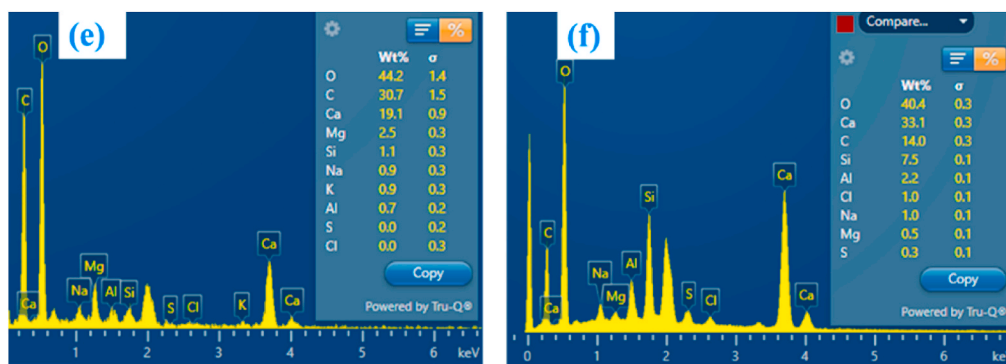 (e)
Wt% σ
O 44.2 1.4
C 30.7 1.5
Ca 19.1 0.9
Mg 2.5 0.3
Si 1.1 0.3
Na 0.9 0.3
K 0.9 0.3
Al 0.7 0.2
S 0.0 0.2
Cl 0.0 0.3
Copy
Powered by Tru-Q®
C
O
Ca
Na
Mg
Al
Si
S
Cl
K
Ca
Ca
1 2 3 4 5 6 keV
(f)
Compare...
Wt% σ
O 40.4 0.3
Ca 33.1 0.3
C 14.0 0.3
Si 7.5 0.1
Al 2.2 0.1
Cl 1.0 0.1
Na 1.0 0.1
Mg 0.5 0.1
S 0.3 0.1
Copy
Powered by Tru-Q®
O
C
Ca
Na
Mg
Al
Si
S
Cl
Ca
Ca
0 1 2 3 4 5 6 keV